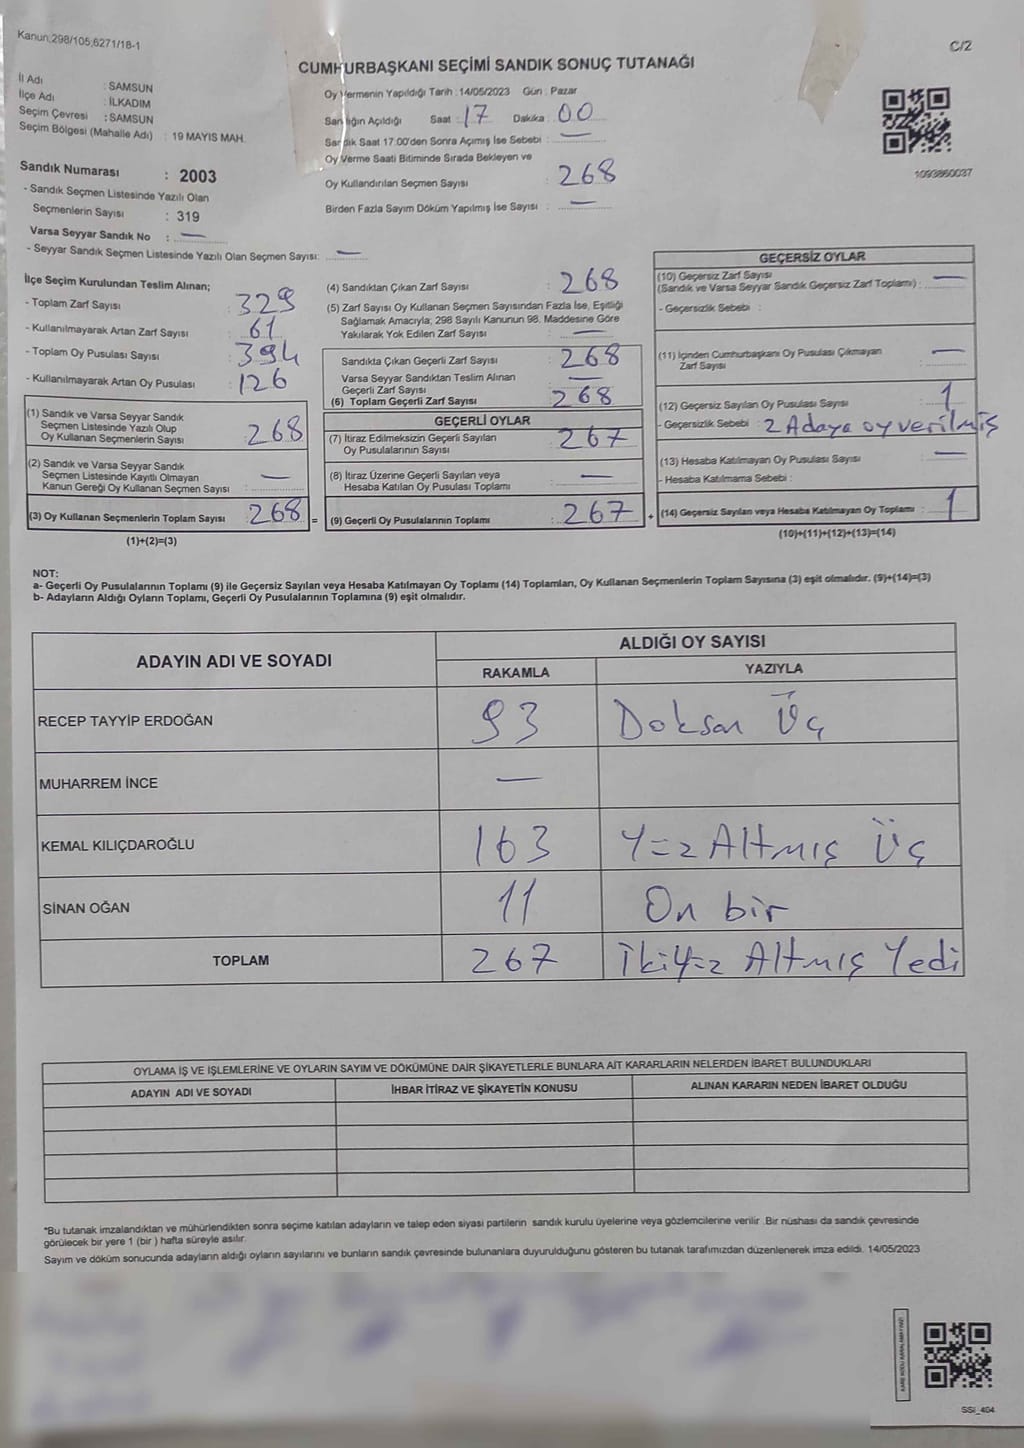 Kanun:298/105;6271/18-1
C/2
CUMHURBAŞKANI SEÇİMİ SANDIK SONUÇ TUTANAĞI
İl Adı : SAMSUN
İlçe Adı : İLKADIM
Seçim Çevresi : SAMSUN
Seçim Bölgesi (Mahalle Adı) : 19 MAYIS MAH.
Sandık Numarası : 2003
- Sandık Seçmen Listesinde Yazılı Olan
Seçmenlerin Sayısı : 319
Varsa Seyyar Sandık No : —
- Seyyar Sandık Seçmen Listesinde Yazılı Olan Seçmen Sayısı: —
Oy Vermenin Yapıldığı Tarih :14/05/2023 Gün : Pazar
Sandığın Açıldığı Saat : 17 Dakika : 00
Sandık Saat 17:00'den Sonra Açımış İse Sebebi : —
Oy Verme Saati Bitiminde Sırada Bekleyen ve
Oy Kullandırılan Seçmen Sayısı : 268
Birden Fazla Sayım Döküm Yapılmış İse Sayısı : —
1093860037
İlçe Seçim Kurulundan Teslim Alınan;
- Toplam Zarf Sayısı : 329
- Kullanılmayarak Artan Zarf Sayısı : 61
- Toplam Oy Pusulası Sayısı : 394
- Kullanılmayarak Artan Oy Pusulası : 126
(1) Sandık ve Varsa Seyyar Sandık
Seçmen Listesinde Yazılı Olup
Oy Kullanan Seçmenlerin Sayısı : 268
(2) Sandık ve Varsa Seyyar Sandık
Seçmen Listesinde Kayıtlı Olmayan
Kanun Gereği Oy Kullanan Seçmen Sayısı : —
(3) Oy Kullanan Seçmenlerin Toplam Sayısı : 268 =
(1)+(2)=(3)
(4) Sandıktan Çıkan Zarf Sayısı : 268
(5) Zarf Sayısı Oy Kullanan Seçmen Sayısından Fazla İse, Eşitliği
Sağlamak Amacıyla; 298 Sayılı Kanunun 98. Maddesine Göre
Yakılarak Yok Edilen Zarf Sayısı : —
Sandıkta Çıkan Geçerli Zarf Sayısı : 268
Varsa Seyyar Sandıktan Teslim Alınan
Geçerli Zarf Sayısı : —
(6) Toplam Geçerli Zarf Sayısı : 268
GEÇERLİ OYLAR
(7) İtiraz Edilmeksizin Geçerli Sayılan
Oy Pusulalarının Sayısı : 267
(8) İtiraz Üzerine Geçerli Sayılan veya
Hesaba Katılan Oy Pusulası Toplamı : —
(9) Geçerli Oy Pusulalarının Toplamı : 267 +
GEÇERSİZ OYLAR
(10) Geçersiz Zarf Sayısı
(Sandık ve Varsa Seyyar Sandık Geçersiz Zarf Toplamı) : —
- Geçersizlik Sebebi :
(11) İçinden Cumhurbaşkanı Oy Pusulası Çıkmayan
Zarf Sayısı : —
(12) Geçersiz Sayılan Oy Pusulası Sayısı : 1
- Geçersizlik Sebebi : 2 Adaya oy verilmiş
(13) Hesaba Katılmayan Oy Pusulası Sayısı : —
- Hesaba Katılmama Sebebi :
(14) Geçersiz Sayılan veya Hesaba Katılmayan Oy Toplamı : 1
(10)+(11)+(12)+(13)=(14)
NOT:
a- Geçerli Oy Pusulalarının Toplamı (9) ile Geçersiz Sayılan veya Hesaba Katılmayan Oy Toplamı (14) Toplamları, Oy Kullanan Seçmenlerin Toplam Sayısına (3) eşit olmalıdır. (9)+(14)=(3)
b- Adayların Aldığı Oyların Toplamı, Geçerli Oy Pusulalarının Toplamına (9) eşit olmalıdır.
ADAYIN ADI VE SOYADI ALDIĞI OY SAYISI
RAKAMLA YAZIYLA
RECEP TAYYİP ERDOĞAN 93 Doksan Üç
MUHARREM İNCE —
KEMAL KILIÇDAROĞLU 163 Yüz Altmış Üç
SİNAN OĞAN 11 On bir
TOPLAM 267 İkiyüz Altmış Yedi
OYLAMA İŞ VE İŞLEMLERİNE VE OYLARIN SAYIM VE DÖKÜMÜNE DAİR ŞİKAYETLERLE BUNLARA AİT KARARLARIN NELERDEN İBARET BULUNDUKLARI
ADAYIN ADI VE SOYADI İHBAR İTİRAZ VE ŞİKAYETİN KONUSU ALINAN KARARIN NEDEN İBARET OLDUĞU
*Bu tutanak imzalandıktan ve mühürlendikten sonra seçime katılan adayların ve talep eden siyasi partilerin sandık kurulu üyelerine veya gözlemcilerine verilir .Bir nüshası da sandık çevresinde
görülecek bir yere 1 (bir ) hafta süreyle asılır.
Sayım ve döküm sonucunda adayların aldığı oyların sayılarını ve bunların sandık çevresinde bulunanlara duyurulduğunu gösteren bu tutanak tarafımızdan düzenlenerek imza edildi. 14/05/2023
KARE KODU KARALAMAYINIZ!
SSI_404